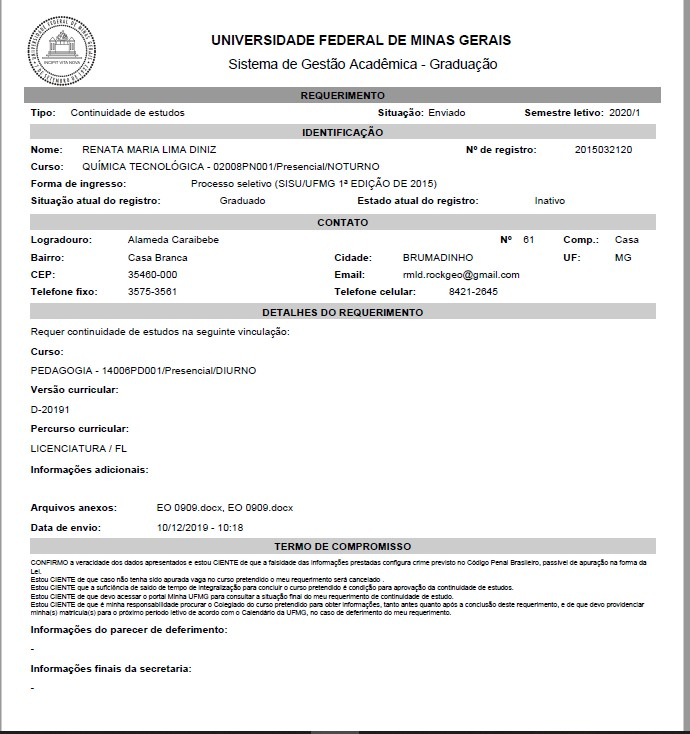 UNIVERSIDADE FEDERAL DE MINAS GERAIS
Sistema de Gestão Acadêmica - Graduação
REQUERIMENTO
Tipo: Continuidade de estudos Situação: Enviado Semestre letivo: 2020/1
IDENTIFICAÇÃO
Nome: RENATA MARIA LIMA DINIZ Nº de registro: 2015032120
Curso: QUÍMICA TECNOLÓGICA - 02008PN001/Presencial/NOTURNO
Forma de ingresso: Processo seletivo (SISU/UFMG 1ª EDIÇÃO DE 2015)
Situação atual do registro: Graduado Estado atual do registro: Inativo
CONTATO
Logradouro: Alameda Caraibebe Nº 61 Comp.: Casa
Bairro: Casa Branca Cidade: BRUMADINHO UF: MG
CEP: 35460-000 Email: rmld.rockgeo@gmail.com
Telefone fixo: 3575-3561 Telefone celular: 8421-2645
DETALHES DO REQUERIMENTO
Requer continuidade de estudos na seguinte vinculação:
Curso:
PEDAGOGIA - 14006PD001/Presencial/DIURNO
Versão curricular:
D-20191
Percurso curricular:
LICENCIATURA / FL
Informações adicionais:
Arquivos anexos: EO 0909.docx, EO 0909.docx
Data de envio: 10/12/2019 - 10:18
TERMO DE COMPROMISSO
CONFIRMO a veracidade dos dados apresentados e estou CIENTE de que a falsidade das informações prestadas configura crime previsto no Código Penal Brasileiro, passível de apuração na forma da
Lei.
Estou CIENTE de que caso não tenha sido apurada vaga no curso pretendido o meu requerimento será cancelado .
Estou CIENTE que a suficiência de saldo de tempo de integralização para concluir o curso pretendido é condição para aprovação da continuidade de estudos.
Estou CIENTE de que devo acessar o portal Minha UFMG para consultar a situação final do meu requerimento de continuidade de estudo.
Estou CIENTE de que é minha responsabilidade procurar o Colegiado do curso pretendido para obter informações, tanto antes quanto após a conclusão deste requerimento, e de que devo providenciar
minha(s) matrícula(s) para o próximo período letivo de acordo com o Calendário da UFMG, no caso de deferimento do meu requerimento.
Informações do parecer de deferimento:
-
Informações finais da secretaria:
-